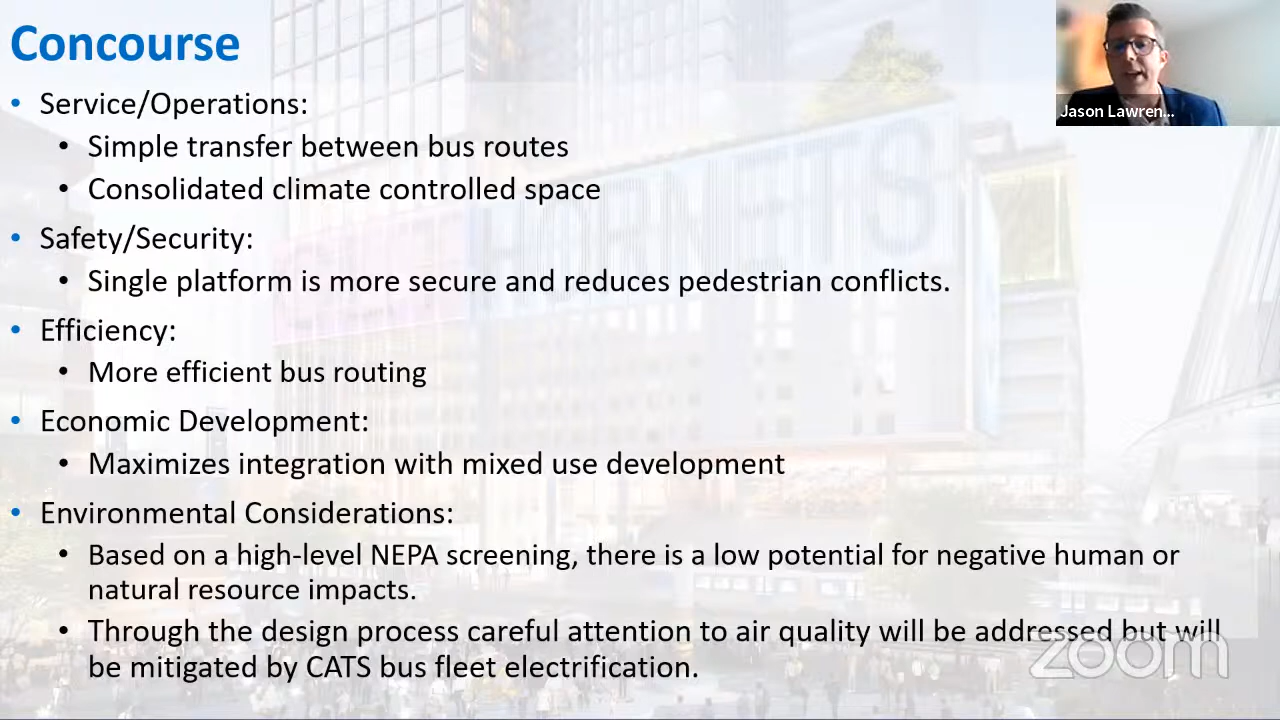 Concourse
Jason Lawren...
• Service/Operations:
• Simple transfer between bus routes
• Consolidated climate controlled space
• Safety/Security:
• Single platform is more secure and reduces pedestrian conflicts.
• Efficiency:
• More efficient bus routing
• Economic Development:
• Maximizes integration with mixed use development
• Environmental Considerations:
• Based on a high-level NEPA screening, there is a low potential for negative human or
natural resource impacts.
• Through the design process careful attention to air quality will be addressed but will
be mitigated by CATS bus fleet electrification.
HORNETS
zoom